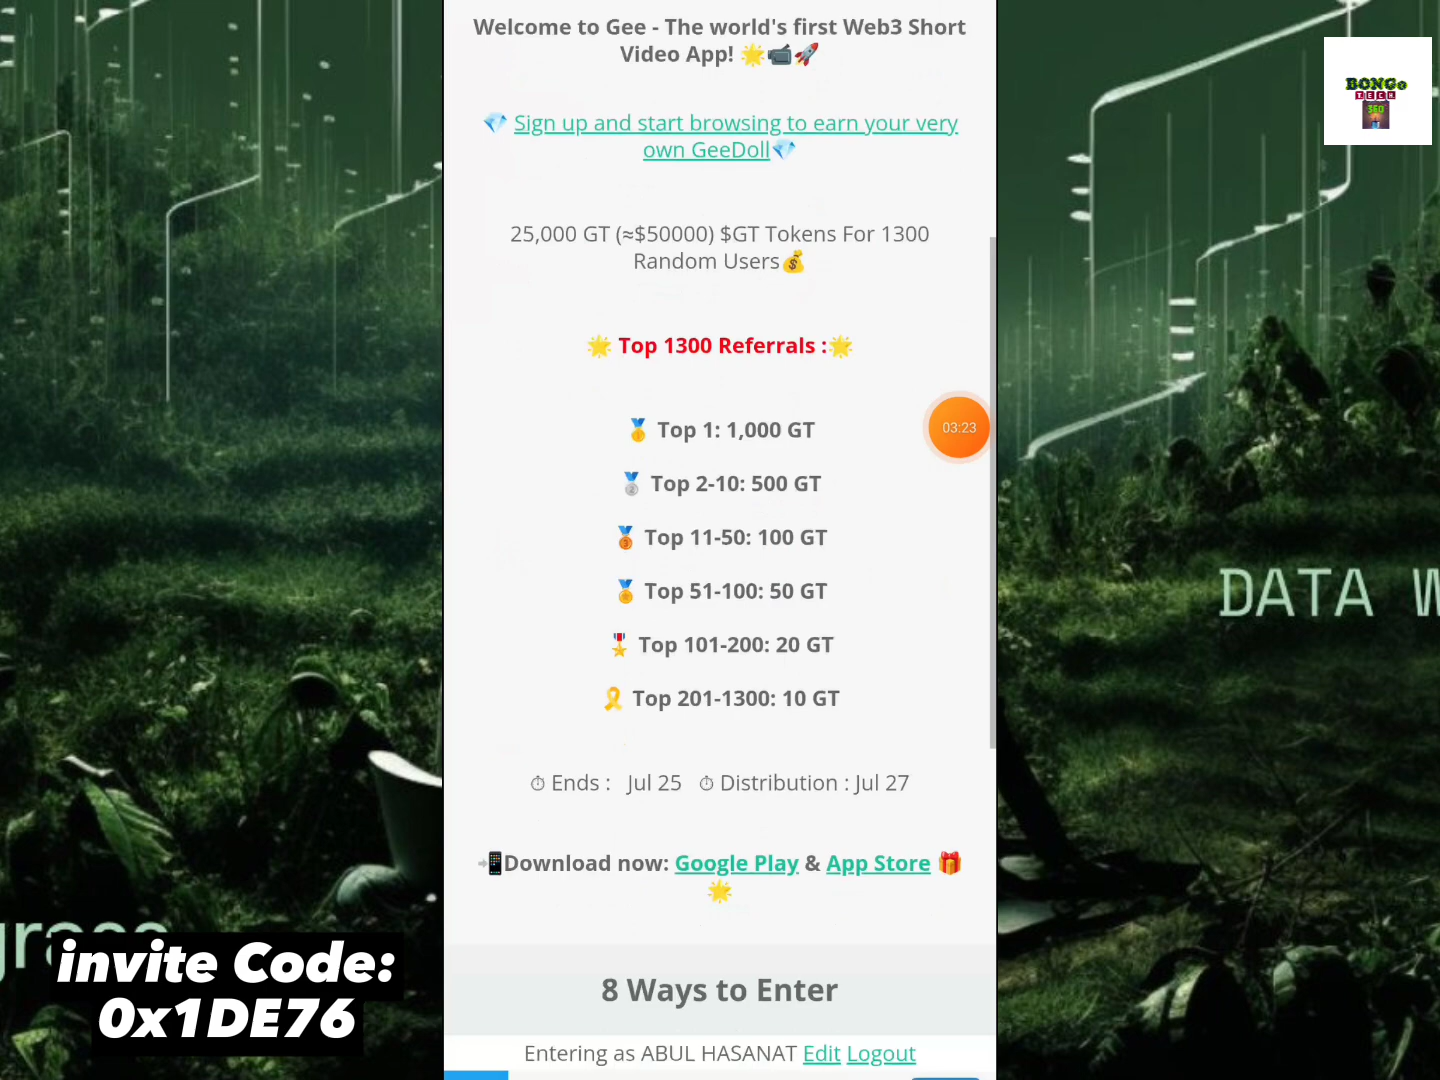 Welcome to Gee - The world's first Web3 Short
Video App! 🌟📹🚀
💎 Sign up and start browsing to earn your very
own GeeDoll💎
25,000 GT (≈$50000) $GT Tokens For 1300
Random Users💰
🌟 Top 1300 Referrals :🌟
🥇 Top 1: 1,000 GT
🥈 Top 2-10: 500 GT
🥉 Top 11-50: 100 GT
🏅 Top 51-100: 50 GT
🎖️ Top 101-200: 20 GT
🎗️ Top 201-1300: 10 GT
⏱ Ends : Jul 25 ⏱ Distribution : Jul 27
📲Download now: Google Play & App Store 🎁
🌟
8 Ways to Enter
Entering as ABUL HASANAT Edit Logout
03:23
BONGO
TECH
360
DATA W
invite Code:
0x1DE76